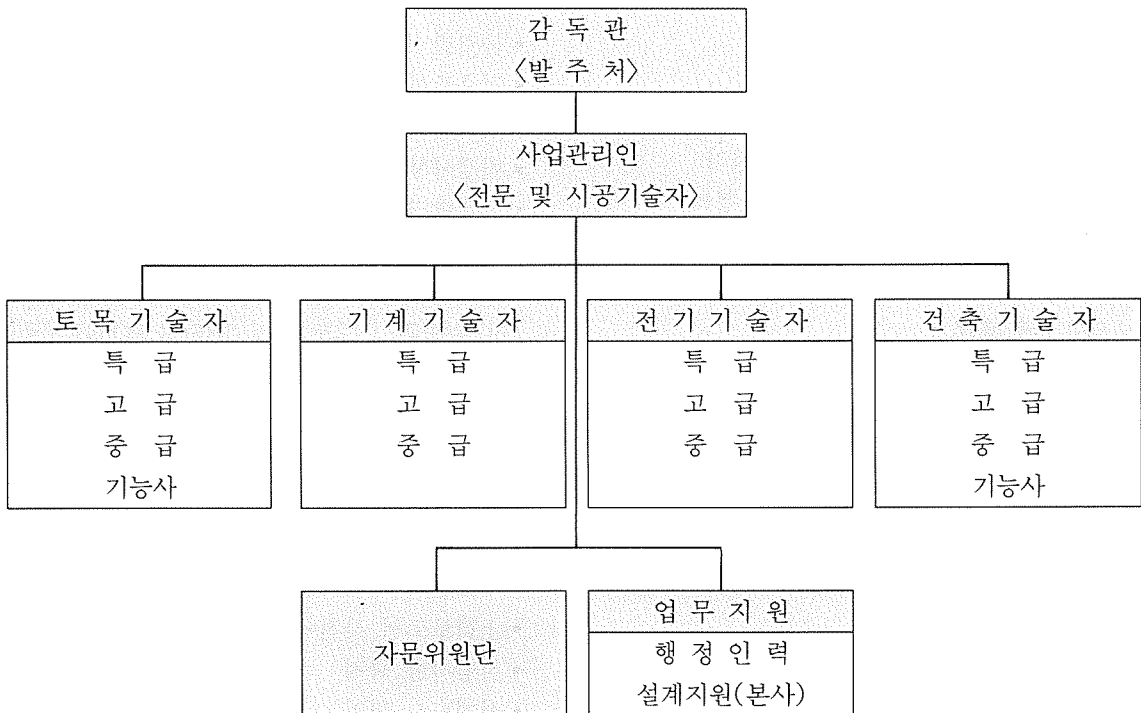 감 독 관
〈발 주 처〉
사업관리인
〈전문 및 시공기술자〉
토 목 기 술 자
특 급
고 급
중 급
기능사
기 계 기 술 자
특 급
고 급
중 급
전 기 기 술 자
특 급
고 급
중 급
건 축 기 술 자
특 급
고 급
중 급
기능사
자문위원단
업 무 지 원
행 정 인 력
설계지원(본사)